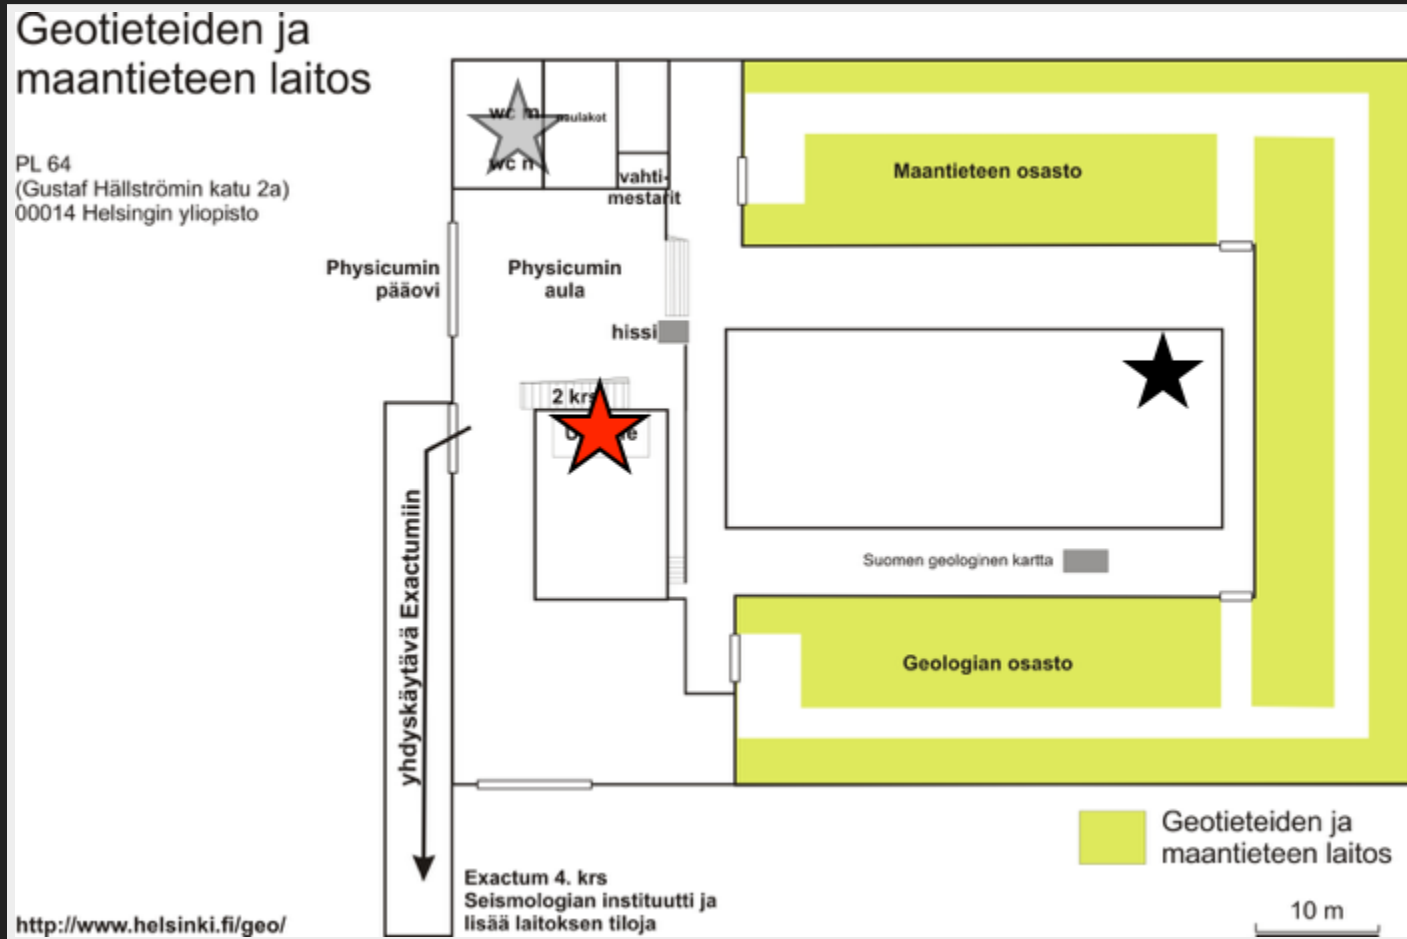 Geotieteiden ja
maantieteen laitos
PL 64
(Gustaf Hällströmin katu 2a)
00014 Helsingin yliopisto
wc m
wc n
vahti-
mestarit
Maantieteen osasto
Physicumin
pääovi
Physicumin
aula
hissi
2 krs
yhdyskäytävä Exactumiin
Suomen geologinen kartta
Geologian osasto
Geotieteiden ja
maantieteen laitos
Exactum 4. krs
Seismologian instituutti ja
lisää laitoksen tiloja
10 m
http://www.helsinki.fi/geo/